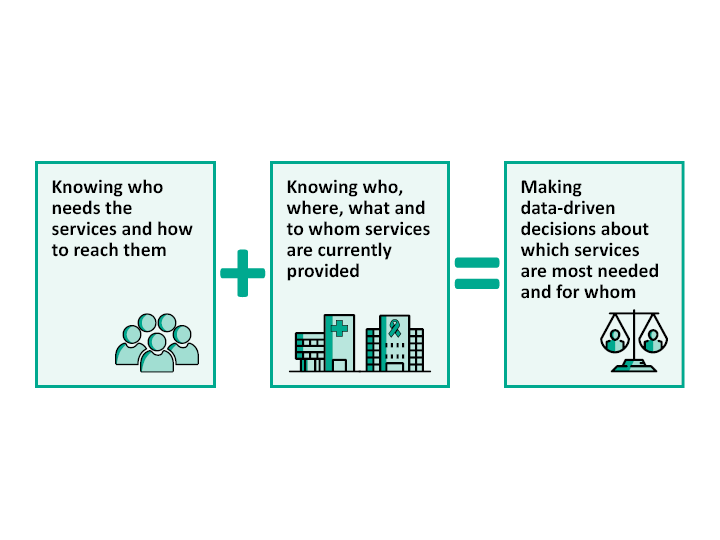 Knowing who
needs the
services and how
to reach them
+
Knowing who,
where, what and
to whom services
are currently
provided
=
Making
data-driven
decisions about
which services
are most needed
and for whom